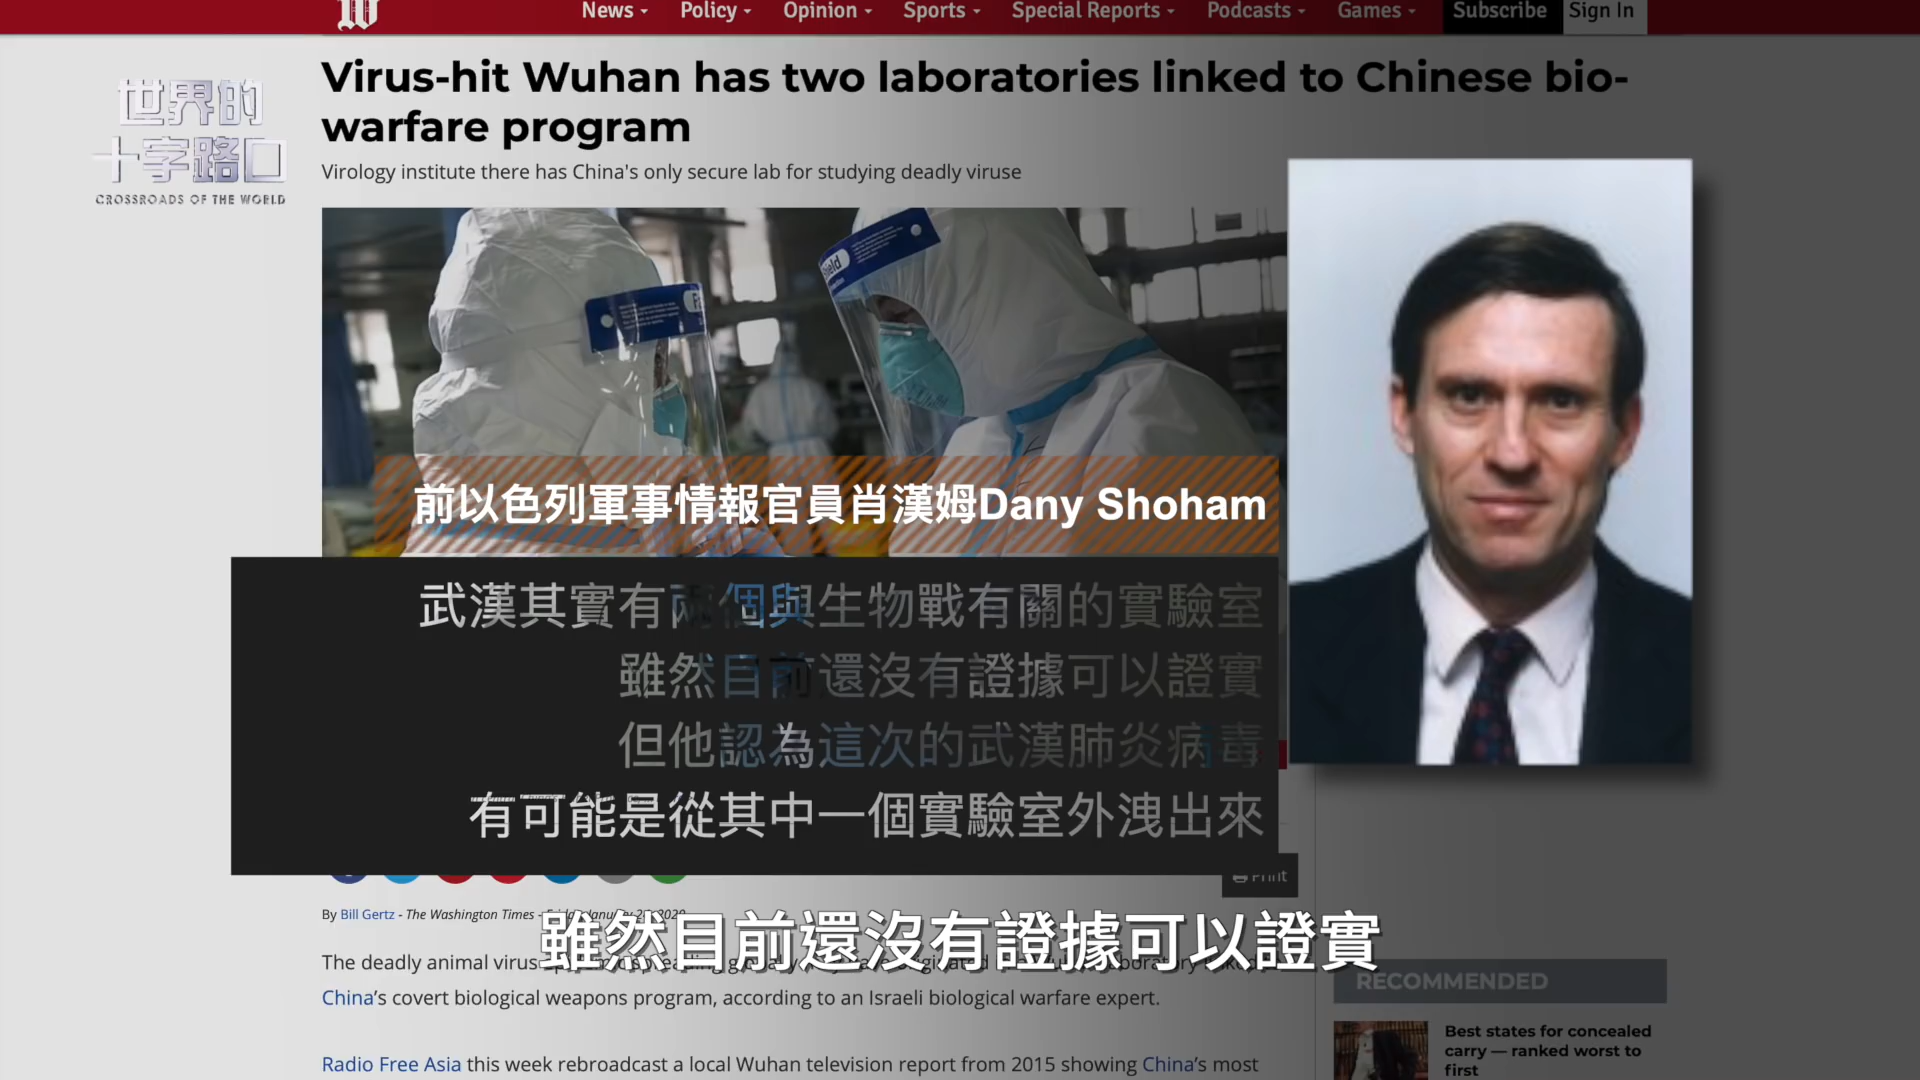 News
Policy
Opinion
Sports
Special Reports
Podcasts
Games
Subscribe
Sign In
世界的
十字路口
CROSSROADS OF THE WORLD
Virus-hit Wuhan has two laboratories linked to Chinese bio-
warfare program
Virology institute there has China's only secure lab for studying deadly viruse
前以色列軍事情報官員肖漢姆Dany Shoham
武漢其實有兩個與生物戰有關的實驗室
雖然目前還沒有證據可以證實
但他認為這次的武漢肺炎病毒
有可能是從其中一個實驗室外洩出來
Print
By Bill Gertz - The Washington Times -
雖然目前還沒有證據可以證實
The deadly animal virus
China's covert biological weapons program, according to an Israeli biological warfare expert.
RECOMMENDED
Best states for concealed
carry — ranked worst to
first
Radio Free Asia this week rebroadcast a local Wuhan television report from 2015 showing China's most